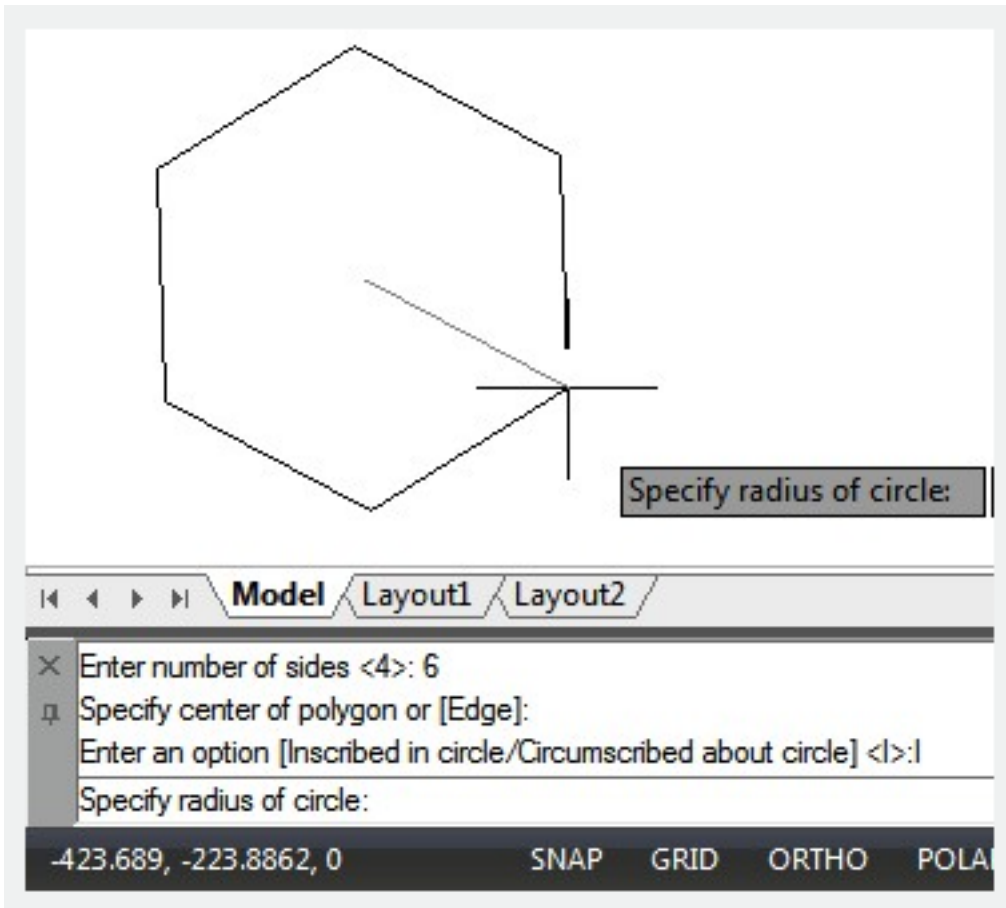 Specify radius of circle:
Model Layout1 Layout2
Enter number of sides <4>: 6
Specify center of polygon or [Edge]:
Enter an option [Inscribed in circle/Circumscribed about circle] <I>:I
Specify radius of circle:
-423.689, -223.8862, 0 SNAP GRID ORTHO POLA